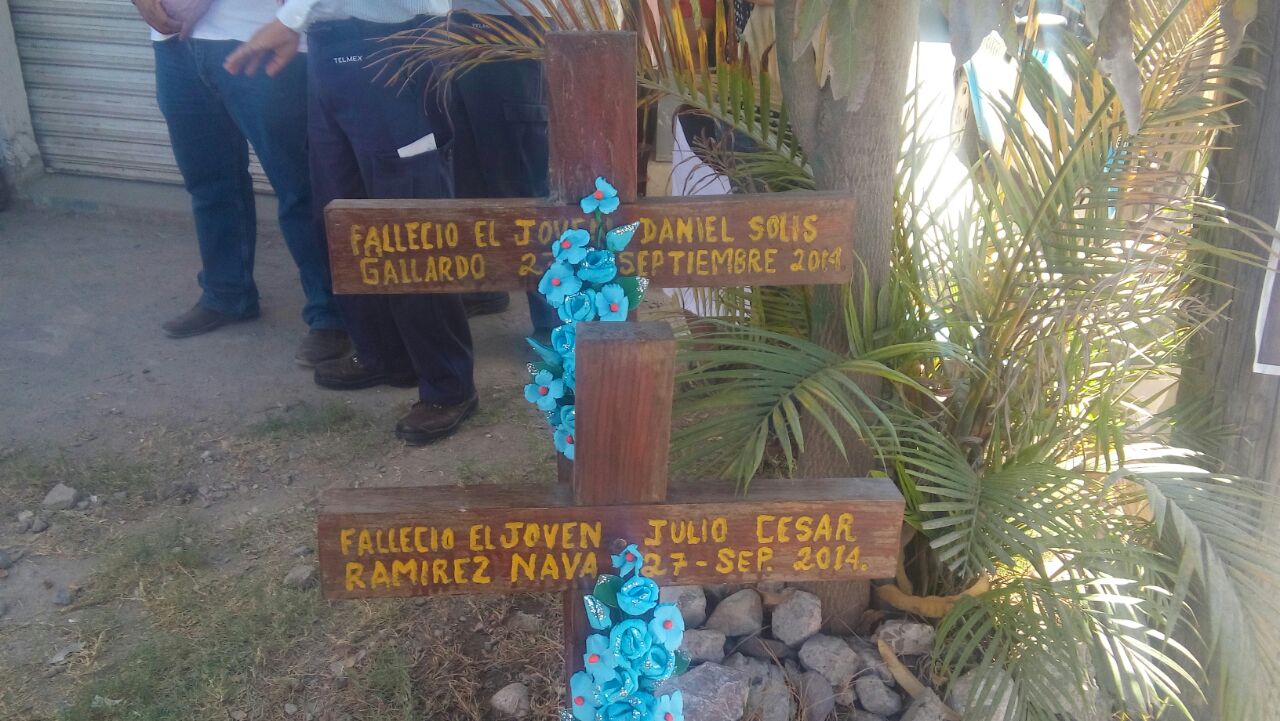 TELMEX
FALLECIO EL JOVEN DANIEL SOLIS
GALLARDO SEPTIEMBRE 2014
FALLECIO EL JOVEN JULIO CESAR
RAMIREZ NAVA 27-SEP. 2014.